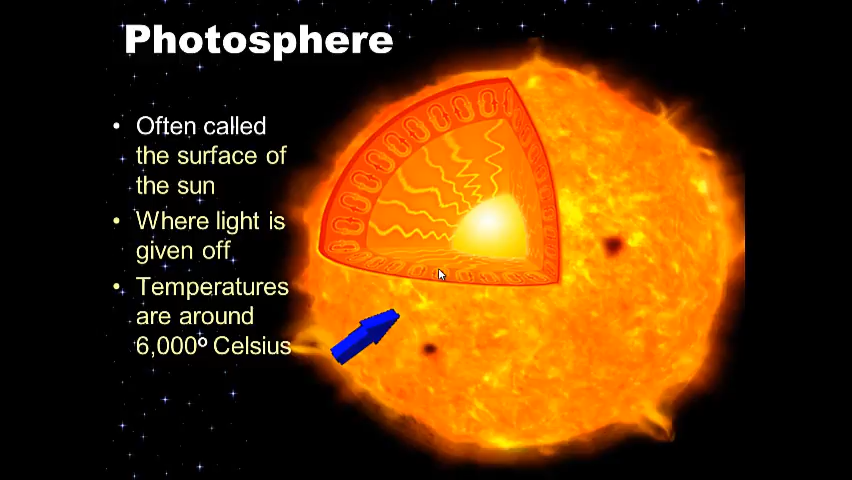 Photosphere
• Often called
the surface of
the sun
• Where light is
given off
• Temperatures
are around
6,000º Celsius